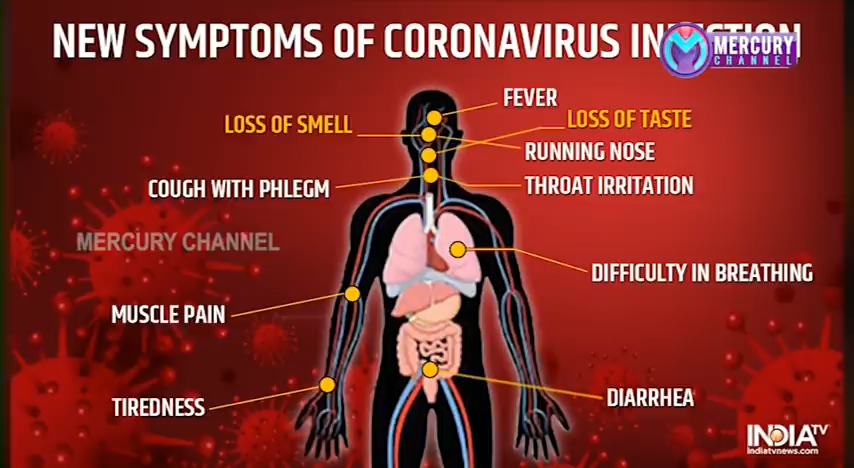 NEW SYMPTOMS OF CORONAVIRUS IN
MERCURY
CHANNEL
FEVER
LOSS OF SMELL
LOSS OF TASTE
RUNNING NOSE
COUGH WITH PHLEGM
THROAT IRRITATION
MERCURY CHANNEL
DIFFICULTY IN BREATHING
MUSCLE PAIN
TIREDNESS
DIARRHEA
INDIA TV
indiatvnews.com